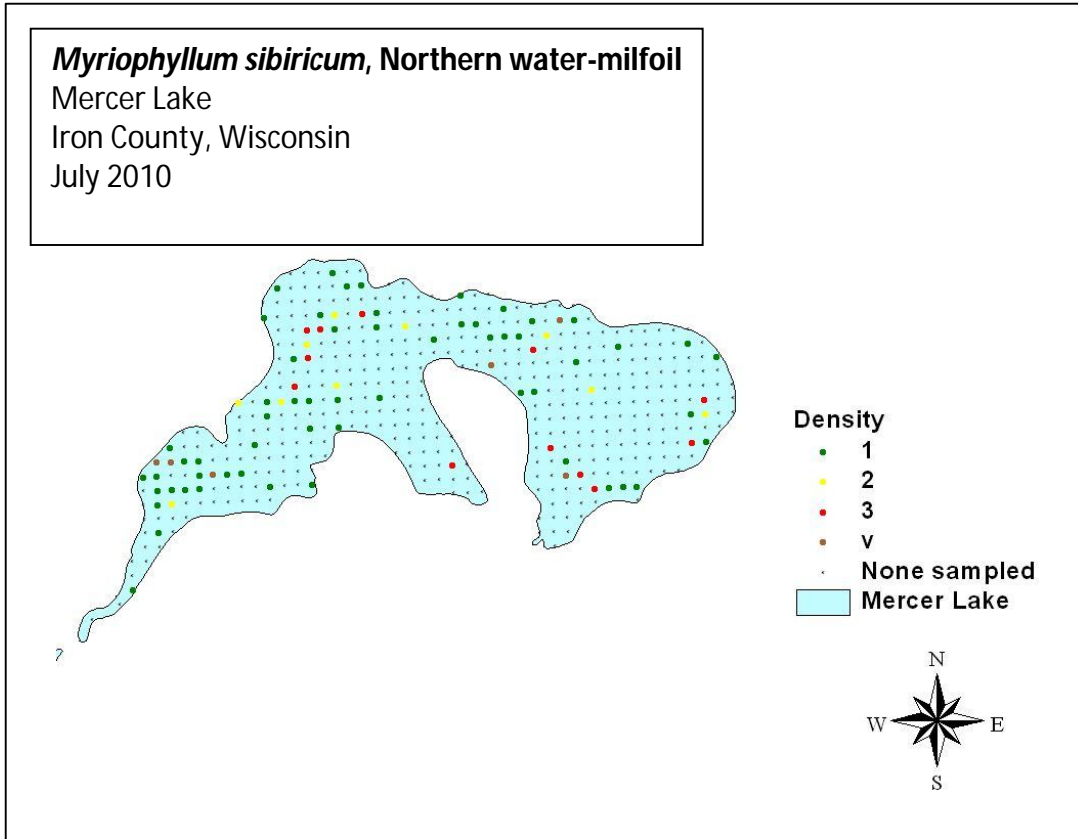 Myriophyllum sibiricum, Northern water-milfoil
Mercer Lake
Iron County, Wisconsin
July 2010
Density
1
2
3
v
None sampled
Mercer Lake
N
W E
S